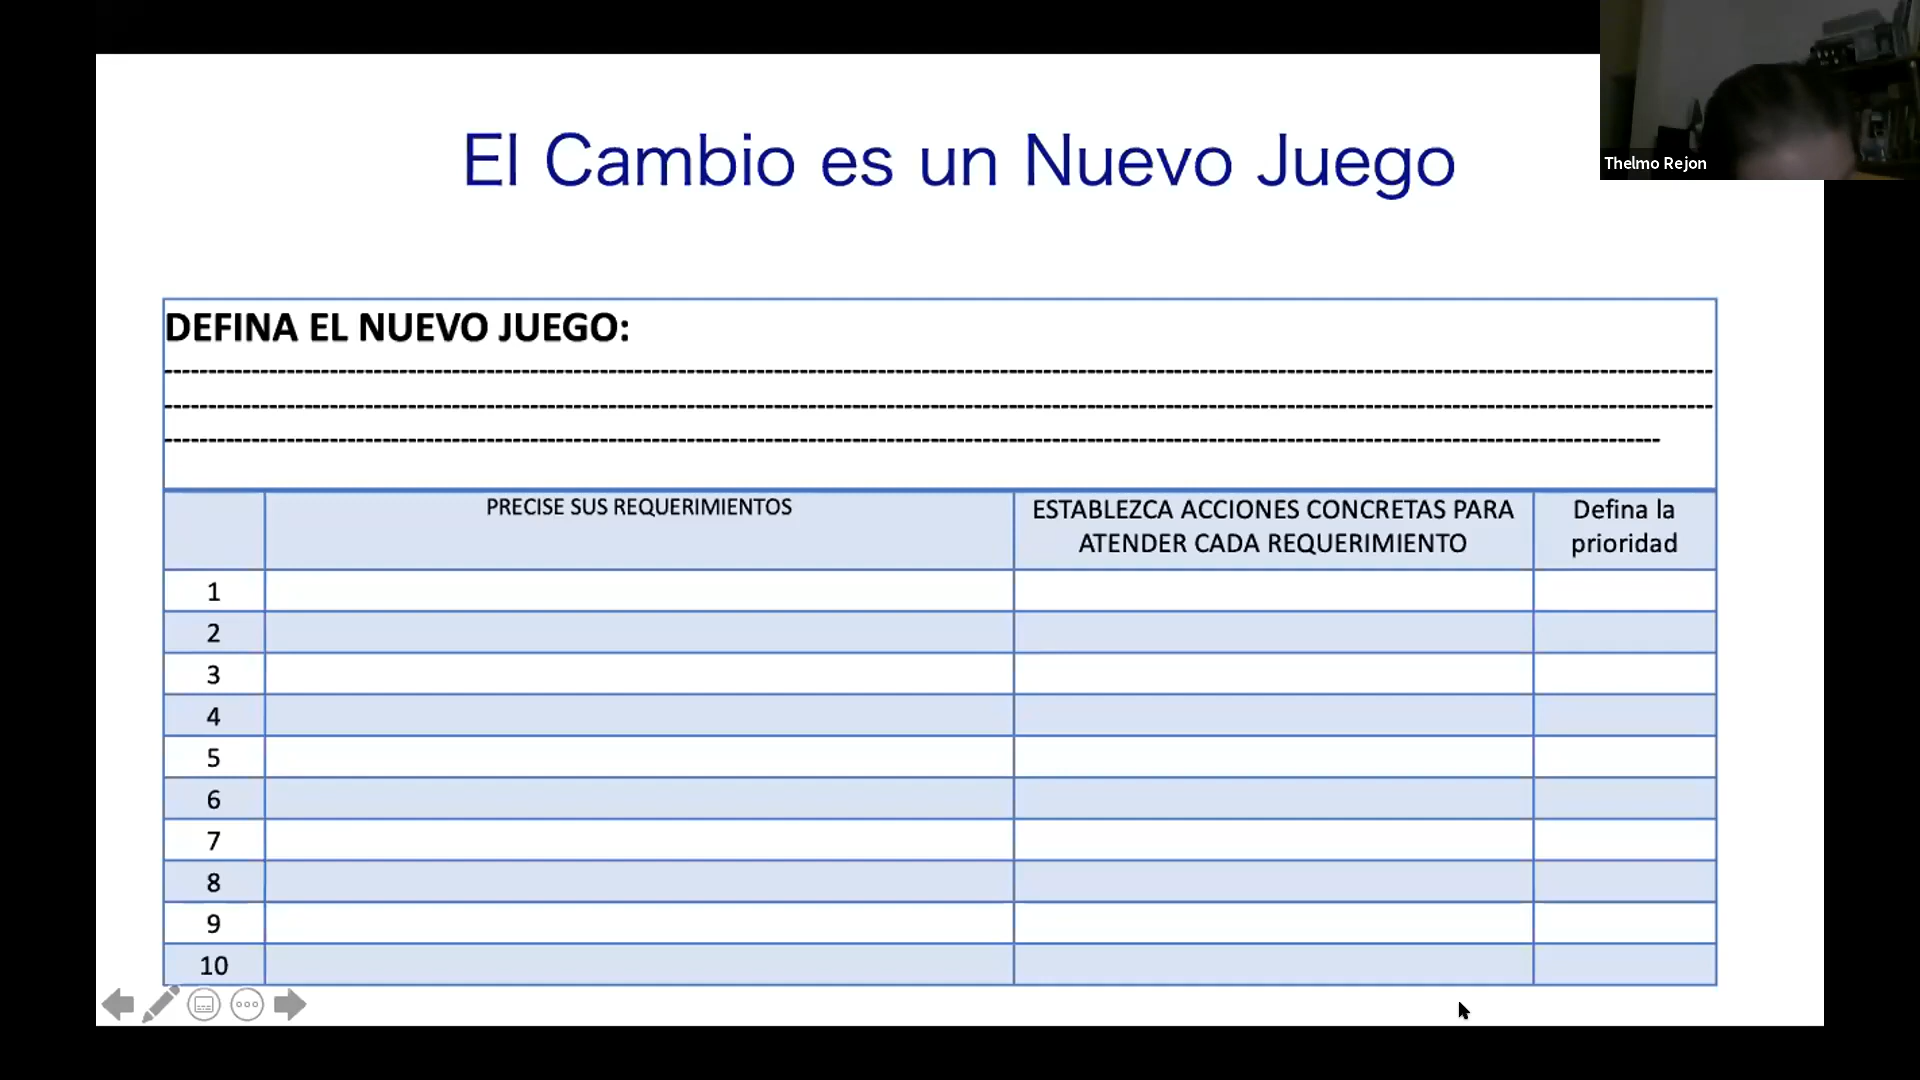 El Cambio es un Nuevo Juego
Thelmo Rejon
DEFINA EL NUEVO JUEGO:
PRECISE SUS REQUERIMIENTOS
ESTABLEZCA ACCIONES CONCRETAS PARA
ATENDER CADA REQUERIMIENTO
Defina la
prioridad
1
2
3
4
5
6
7
8
9
10